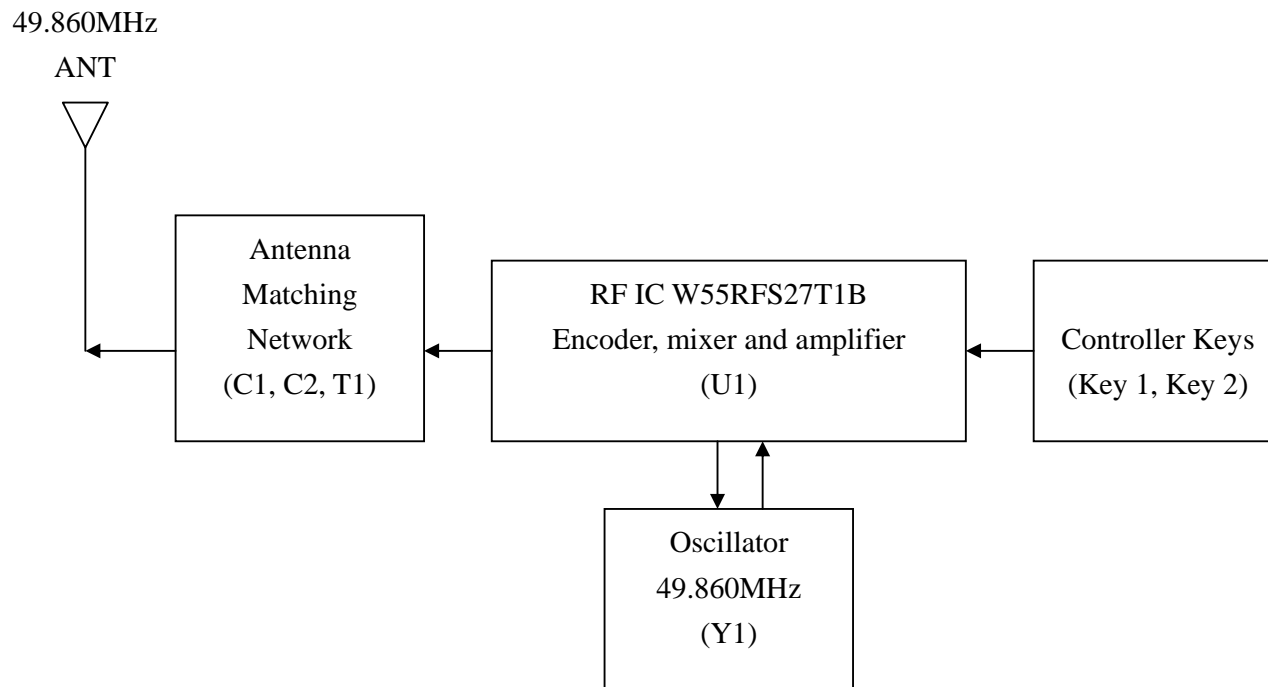 49.860MHz
ANT
Antenna
Matching
Network
(C1, C2, T1)
RF IC W55RFS27T1B
Encoder, mixer and amplifier
(U1)
Controller Keys
(Key 1, Key 2)
Oscillator
49.860MHz
(Y1)